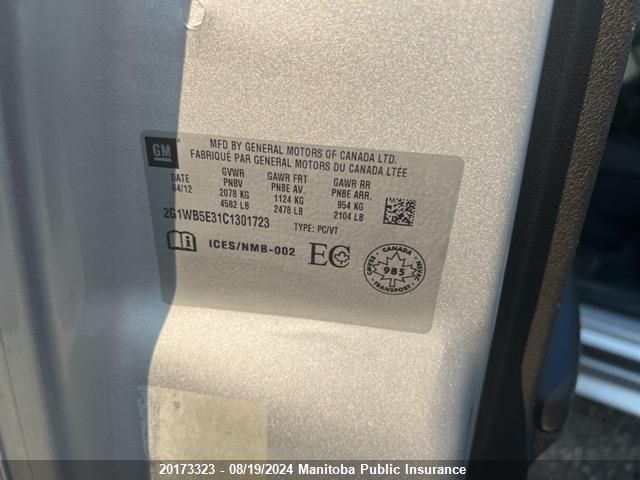 GM
MFD BY GENERAL MOTORS OF CANADA LTD.
FABRIQUÉ PAR GENERAL MOTORS DU CANADA LTÉE
DATE GVWR GAWR FRT GAWR RR
04/12 PNBV PNBE AV. PNBE ARR.
2078 KG 1124 KG 954 KG
4582 LB 2478 LB 2104 LB
2G1WB5E31C1301723 TYPE: PC/VT
ICES/NMB-002 EC
CANADA
985
TRANSPORT
20173323 - 08/19/2024 Manitoba Public Insurance